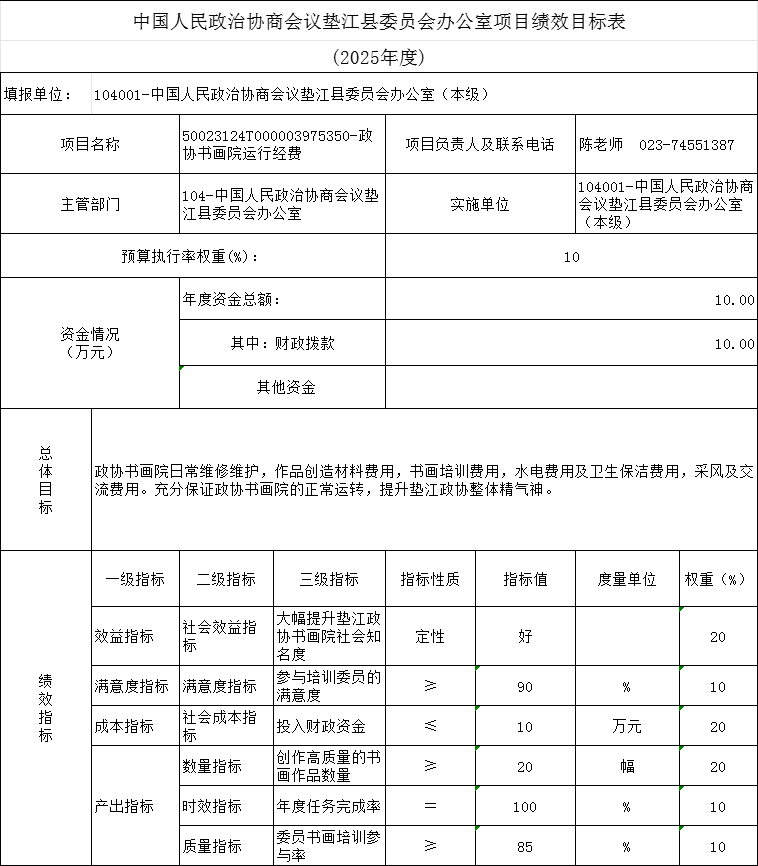 中国人民政治协商会议垫江县委员会办公室项目绩效目标表
(2025年度)
填报单位： 104001-中国人民政治协商会议垫江县委员会办公室（本级）
项目名称
50023124T000003975350-政
协书画院运行经费
项目负责人及联系电话
陈老师 023-74551387
主管部门
104-中国人民政治协商会议垫
江县委员会办公室
实施单位
104001-中国人民政治协商
会议垫江县委员会办公室
（本级）
预算执行率权重(%)：
10
资金情况
（万元）
年度资金总额：
10.00
其中：财政拨款
10.00
其他资金
总
体
目
标
政协书画院日常维修维护，作品创造材料费用，书画培训费用，水电费用及卫生保洁费用，采风及交
流费用。充分保证政协书画院的正常运转，提升垫江政协整体精气神。
绩
效
指
标
一级指标 二级指标 三级指标 指标性质 指标值 度量单位 权重（%）
效益指标
社会效益指
标
大幅提升垫江政
协书画院社会知
名度
定性 好 20
满意度指标 满意度指标
参与培训委员的
满意度
≥ 90 % 10
成本指标
社会成本指
标
投入财政资金 ≤ 10 万元 20
产出指标
数量指标
创作高质量的书
画作品数量
≥ 20 幅 20
时效指标 年度任务完成率 ＝ 100 % 10
质量指标
委员书画培训参
与率
≥ 85 % 10